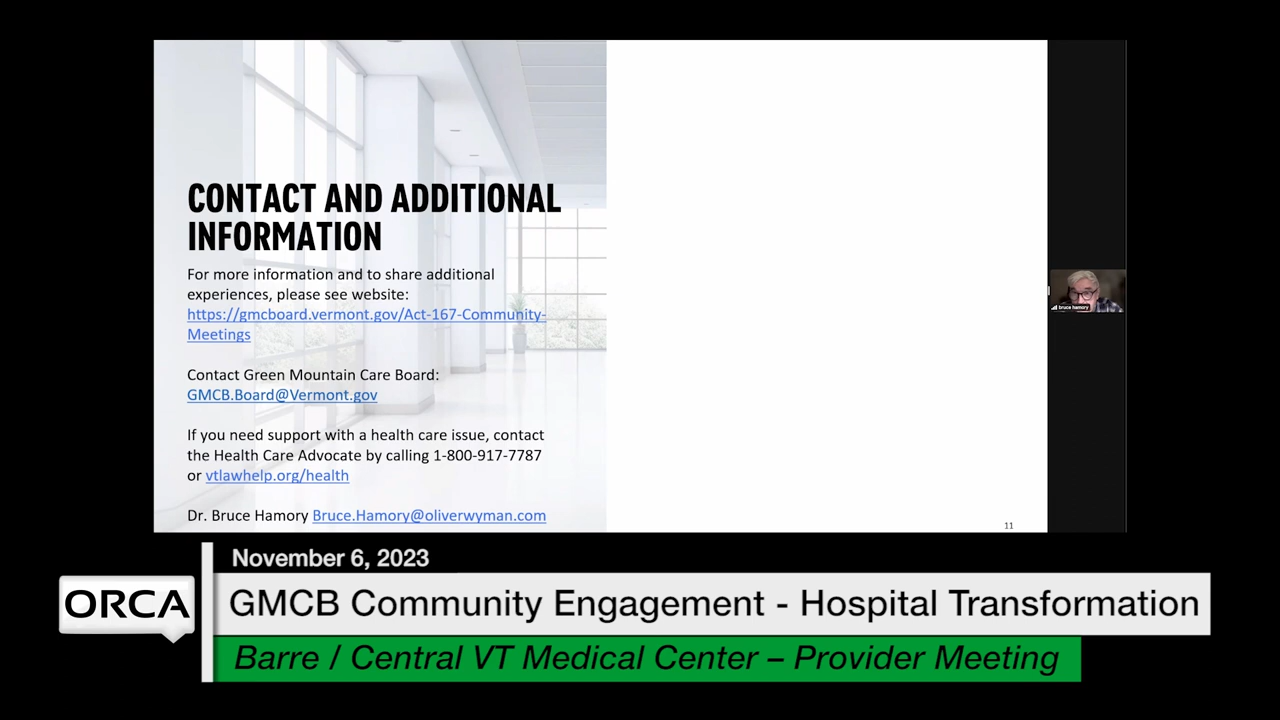 CONTACT AND ADDITIONAL
INFORMATION
For more information and to share additional
experiences, please see website:
https://gmcboard.vermont.gov/Act-167-Community-
Meetings
Contact Green Mountain Care Board:
GMCB.Board@Vermont.gov
If you need support with a health care issue, contact
the Health Care Advocate by calling 1-800-917-7787
or vtlawhelp.org/health
Dr. Bruce Hamory Bruce.Hamory@oliverwyman.com
11
bruce hamory
November 6, 2023
ORCA
GMCB Community Engagement - Hospital Transformation
Barre / Central VT Medical Center – Provider Meeting